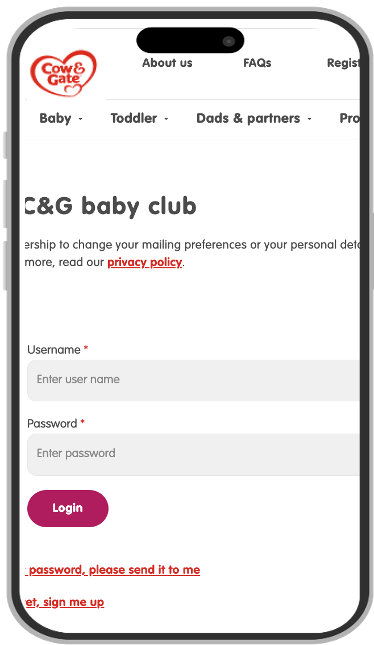 Cow&
Gate
About us FAQs Regist
Baby Toddler Dads & partners Pro
C&G baby club
ership to change your mailing preferences or your personal deta
more, read our privacy policy.
Username *
Enter user name
Password *
Enter password
Login
password, please send it to me
et, sign me up